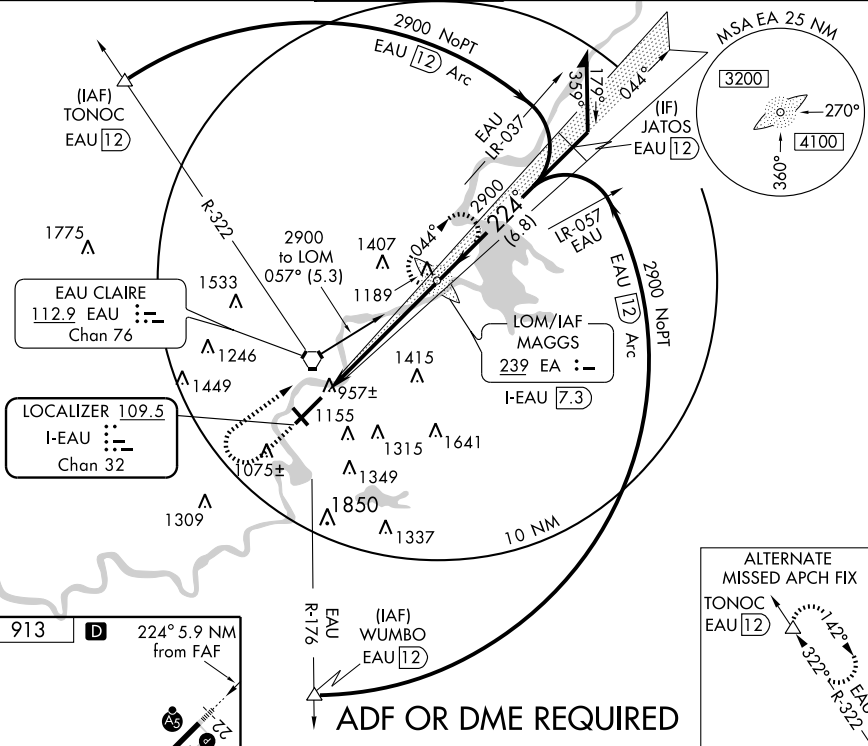 2900 NoPT
EAU 12 Arc
MSA EA 25 NM
3200
270°
4100
360°
(IAF)
TONOC
EAU 12
EAU
LR-037
359°
179°
044°
(IF)
JATOS
EAU 12
R-322
2900
224°
(6.8)
LR-057
EAU
2900 NoPT
EAU 12 Arc
1775
1533
2900
to LOM
057° (5.3)
1407
044°
1189
EAU CLAIRE
112.9 EAU
Chan 76
LOM/IAF
MAGGS
239 EA
I-EAU 7.3
1246
1449
957±
1415
LOCALIZER 109.5
I-EAU
Chan 32
1155
1315
1641
1075±
1349
1309
1850
1337
10 NM
EAU
R-176
(IAF)
WUMBO
EAU 12
913
D
224° 5.9 NM
from FAF
A5
22
P
ADF OR DME REQUIRED
ALTERNATE
MISSED APCH FIX
TONOC
EAU 12
142°
322°
EAU
R-322